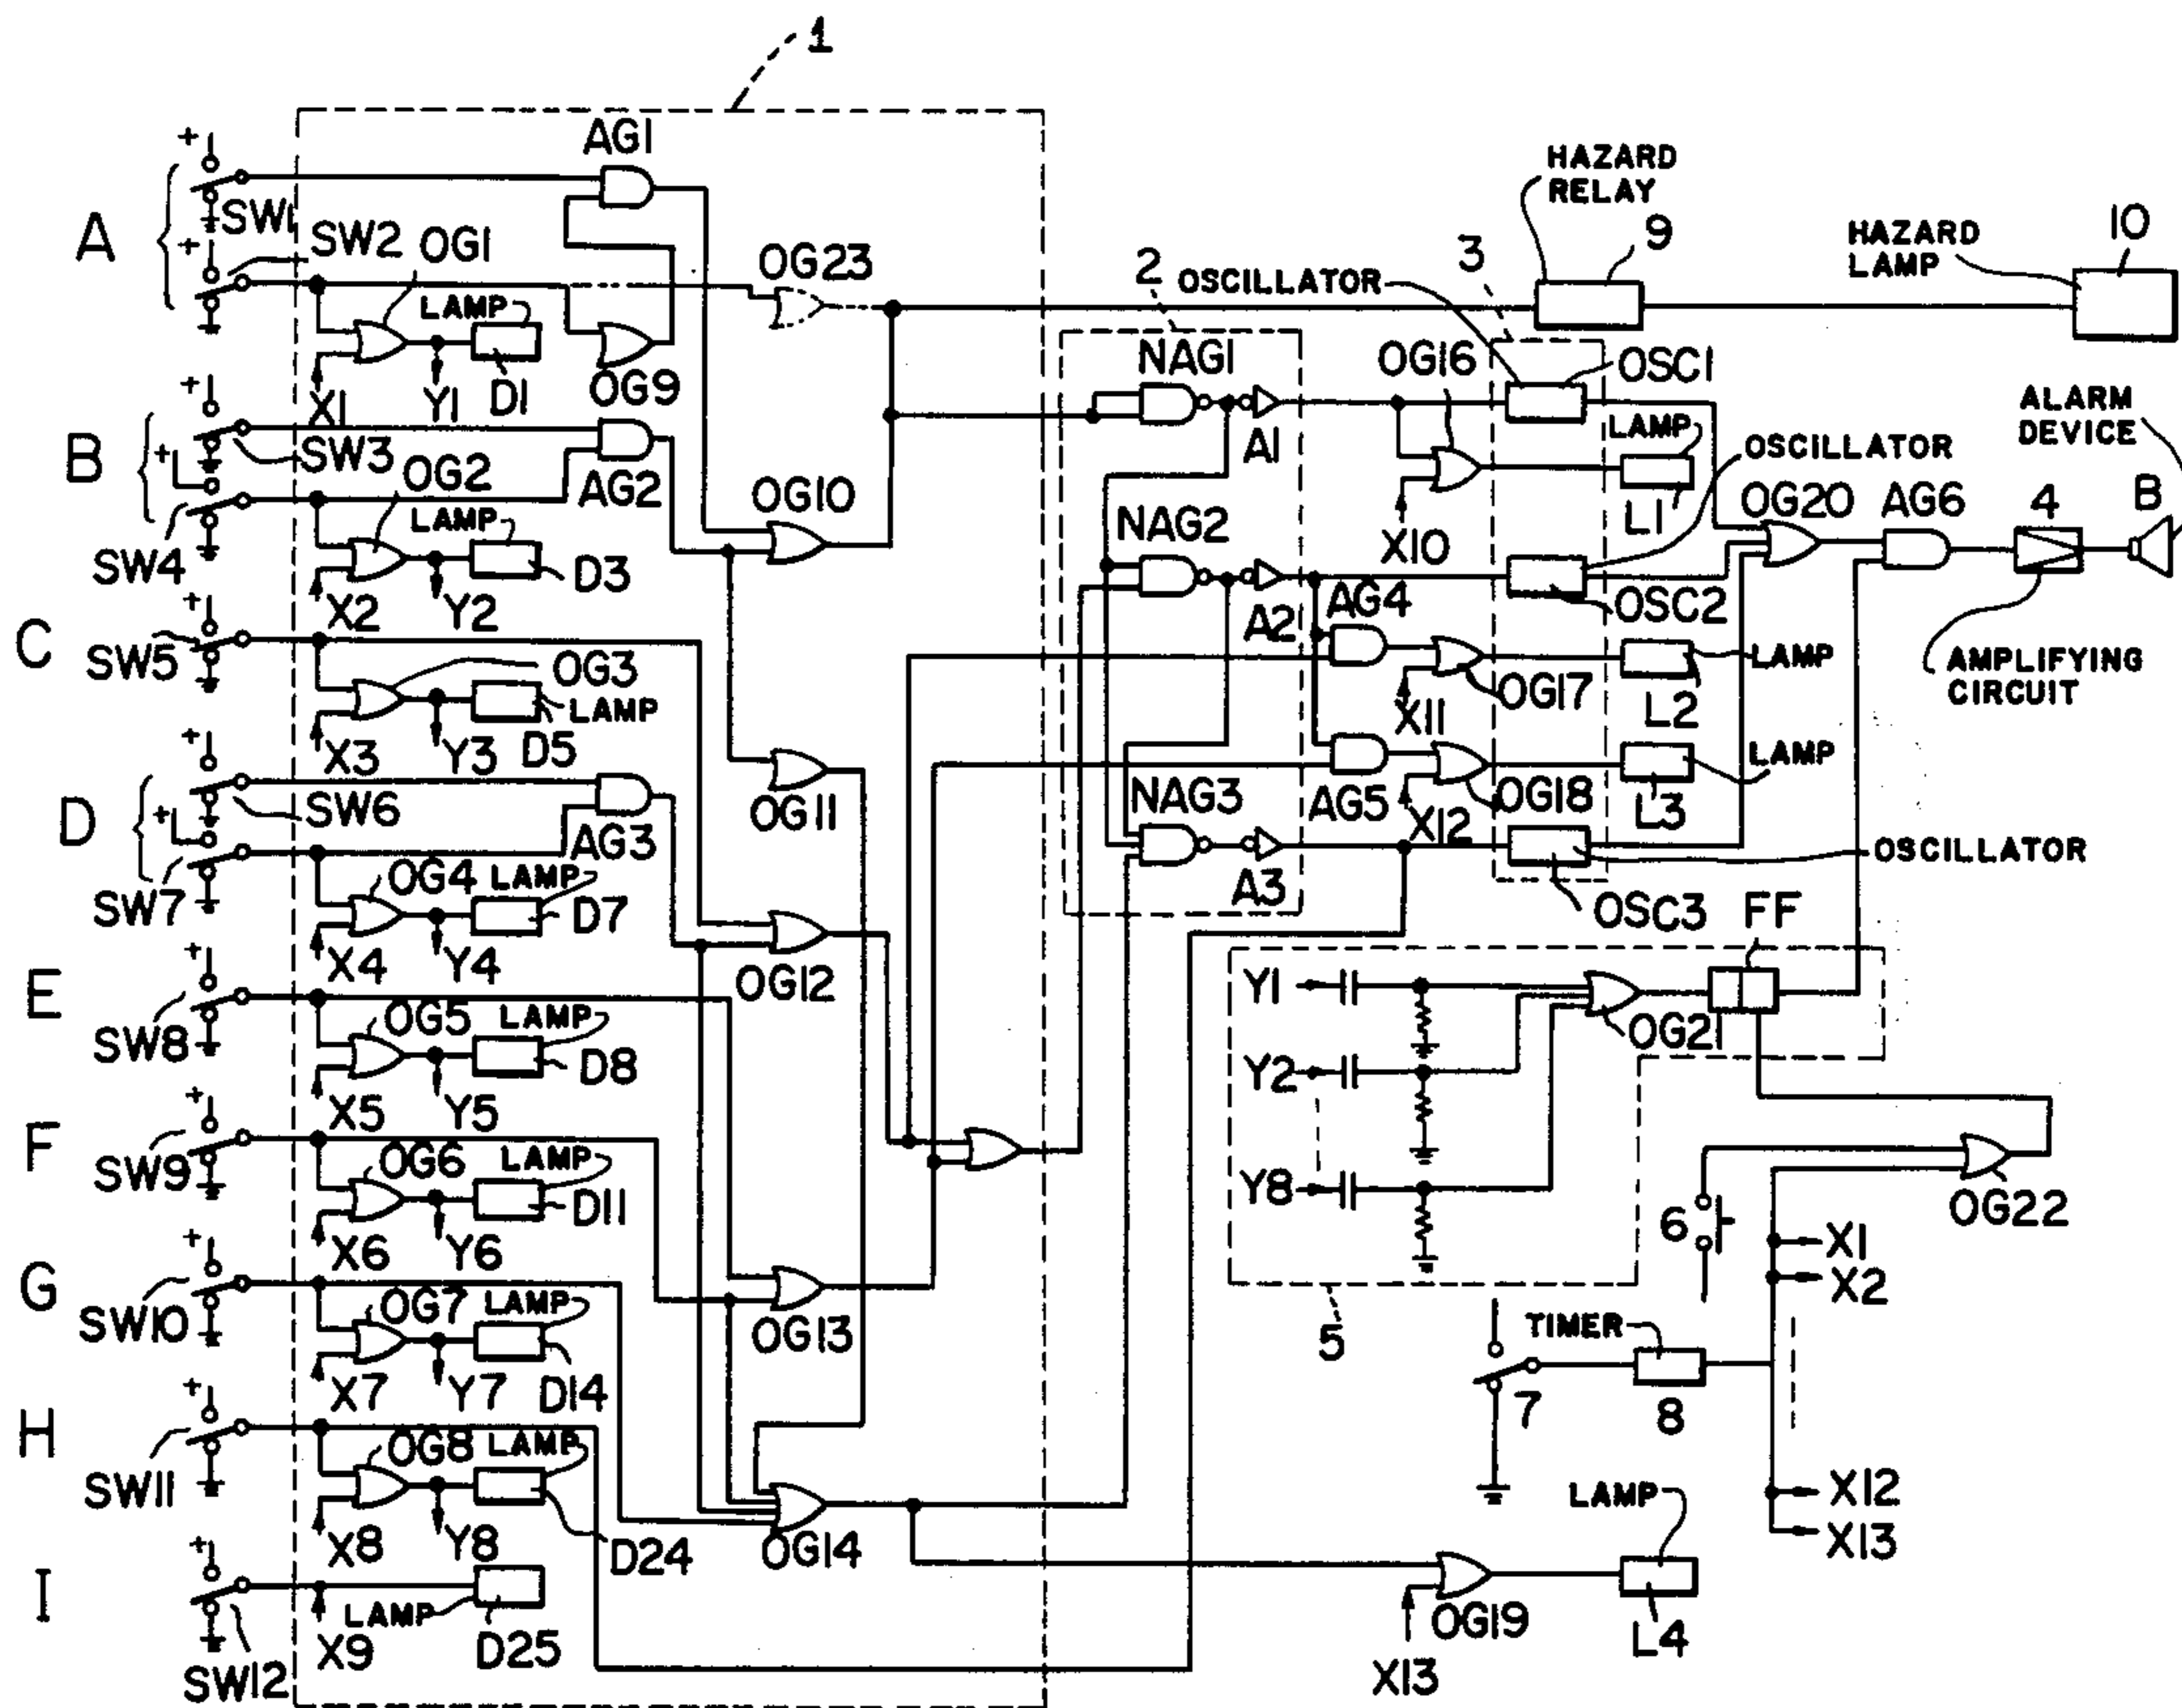 1
AG1
+
A
SW1
+
SW2
OG1
LAMP
X1
Y1
D1
OG9
OG23
HAZARD
RELAY
9
HAZARD
LAMP
10
2
OSCILLATOR
3
NAG1
A1
OG16
OSC1
LAMP
L1
X10
ALARM
DEVICE
B
+
SW3
+
OG2
AG2
LAMP
SW4
X2
Y2
D3
OG10
NAG2
A2
AG4
OSCILLATOR
OG20
AG6
4
B
OSC2
C
+
SW5
OG3
LAMP
X3
Y3
D5
OG17
X11
L2
LAMP
AMPLIFYING
CIRCUIT
D
+
SW6
+
AG3
OG11
NAG3
AG5
X12
OG18
L3
LAMP
SW7
OG4
LAMP
D7
X4
Y4
A3
OSC3
OSCILLATOR
FF
OG12
E
+
SW8
OG5
LAMP
D8
X5
Y5
Y1
OG21
Y2
F
+
SW9
OG6
LAMP
D11
X6
Y6
Y8
6
OG22
X1
X2
G
+
SW10
OG7
LAMP
X7
Y7
D14
OG13
5
TIMER
7
8
H
+
SW11
OG8
LAMP
X8
Y8
D24
OG14
LAMP
X12
X13
I
+
LAMP
SW12
X9
D25
X13
OG19
L4